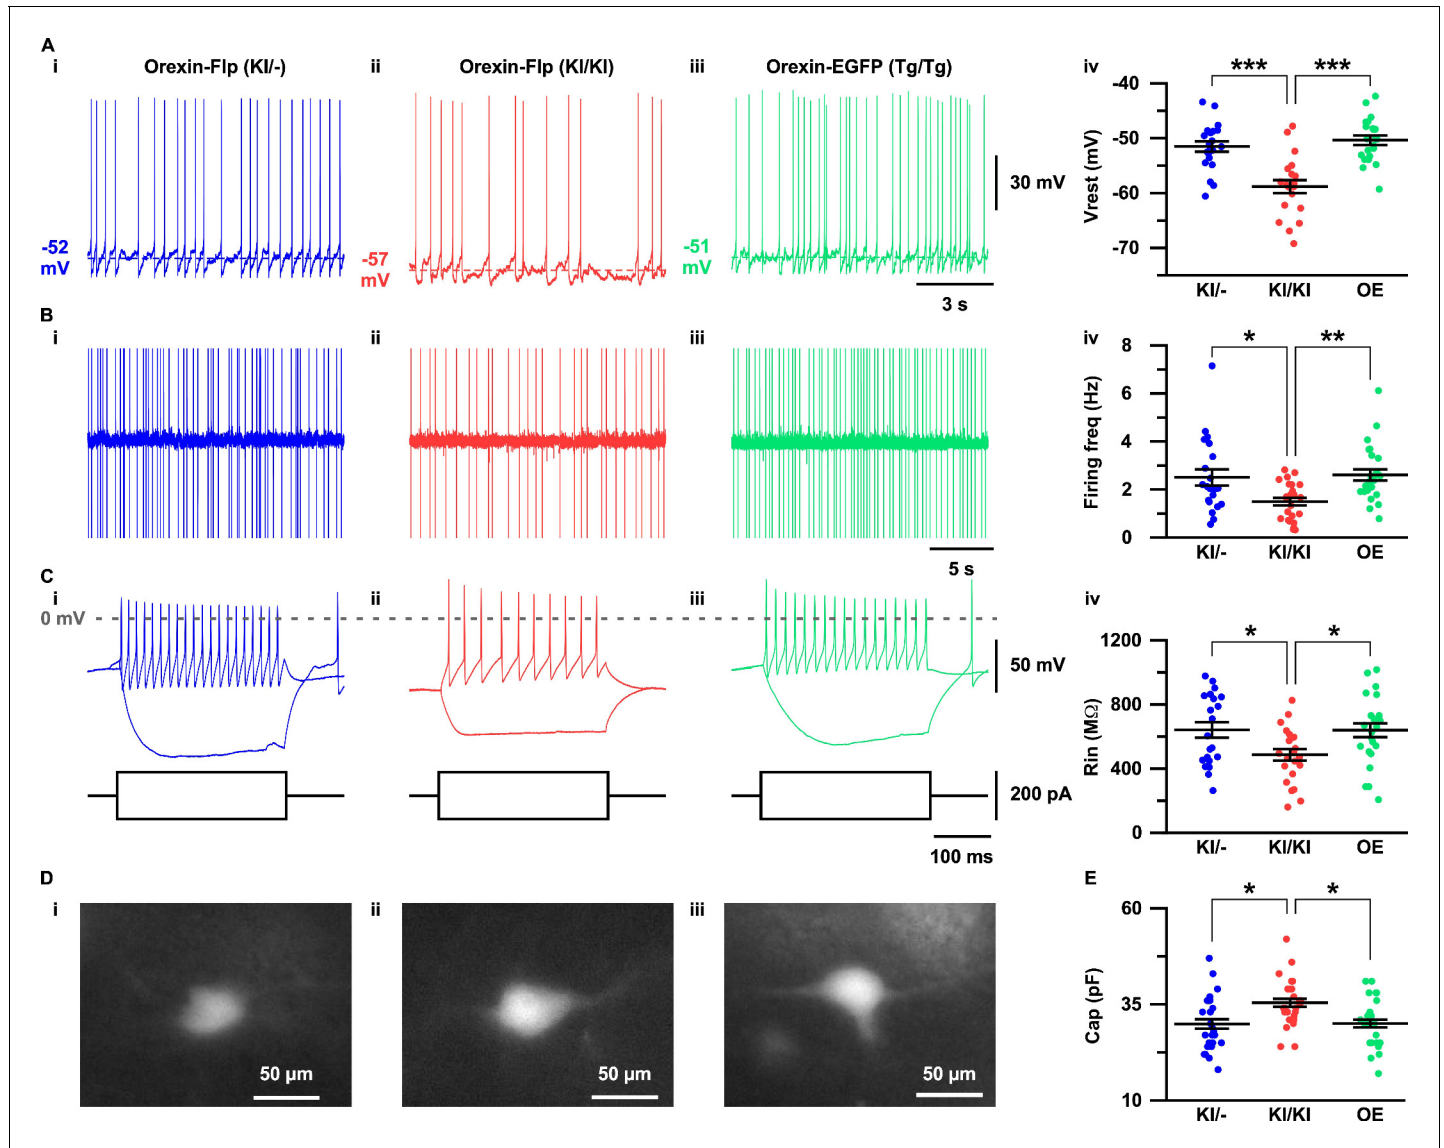 A
i Orexin-Flp (KI/-) ii Orexin-Flp (KI/KI) iii Orexin-EGFP (Tg/Tg) iv
-52 mV
-57 mV
-51 mV
30 mV
3 s
*** ***
Vrest (mV)
-40
-50
-60
-70
KI/- KI/KI OE
B
i ii iii iv
5 s
* **
Firing freq (Hz)
8
6
4
2
0
KI/- KI/KI OE
C
i ii iii iv
0 mV
50 mV
200 pA
100 ms
* *
Rin (MΩ)
1200
800
400
0
KI/- KI/KI OE
D
i ii iii
50 µm 50 µm 50 µm
E
* *
Cap (pF)
60
35
10
KI/- KI/KI OE